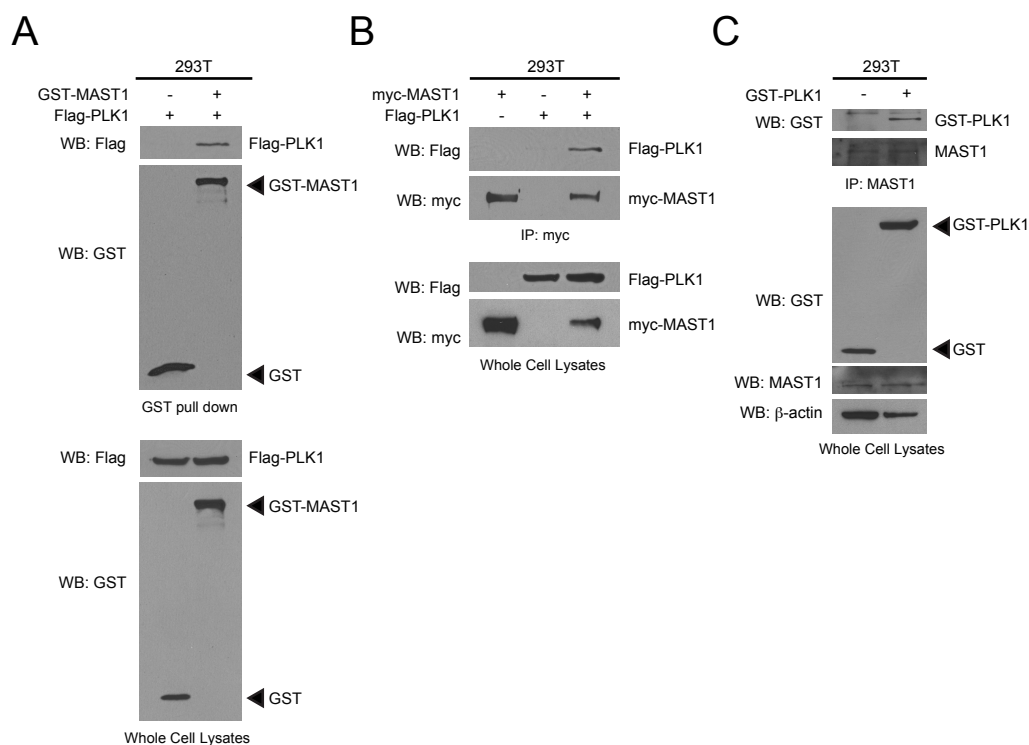 A
293T
GST-MAST1 - +
Flag-PLK1 + +
WB: Flag Flag-PLK1
GST-MAST1
WB: GST
GST
GST pull down
WB: Flag Flag-PLK1
GST-MAST1
WB: GST
GST
Whole Cell Lysates
B
293T
myc-MAST1 + - +
Flag-PLK1 - + +
WB: Flag Flag-PLK1
WB: myc myc-MAST1
IP: myc
WB: Flag Flag-PLK1
WB: myc myc-MAST1
Whole Cell Lysates
C
293T
GST-PLK1 - +
WB: GST GST-PLK1
MAST1
IP: MAST1
GST-PLK1
WB: GST
GST
WB: MAST1
WB: β-actin
Whole Cell Lysates